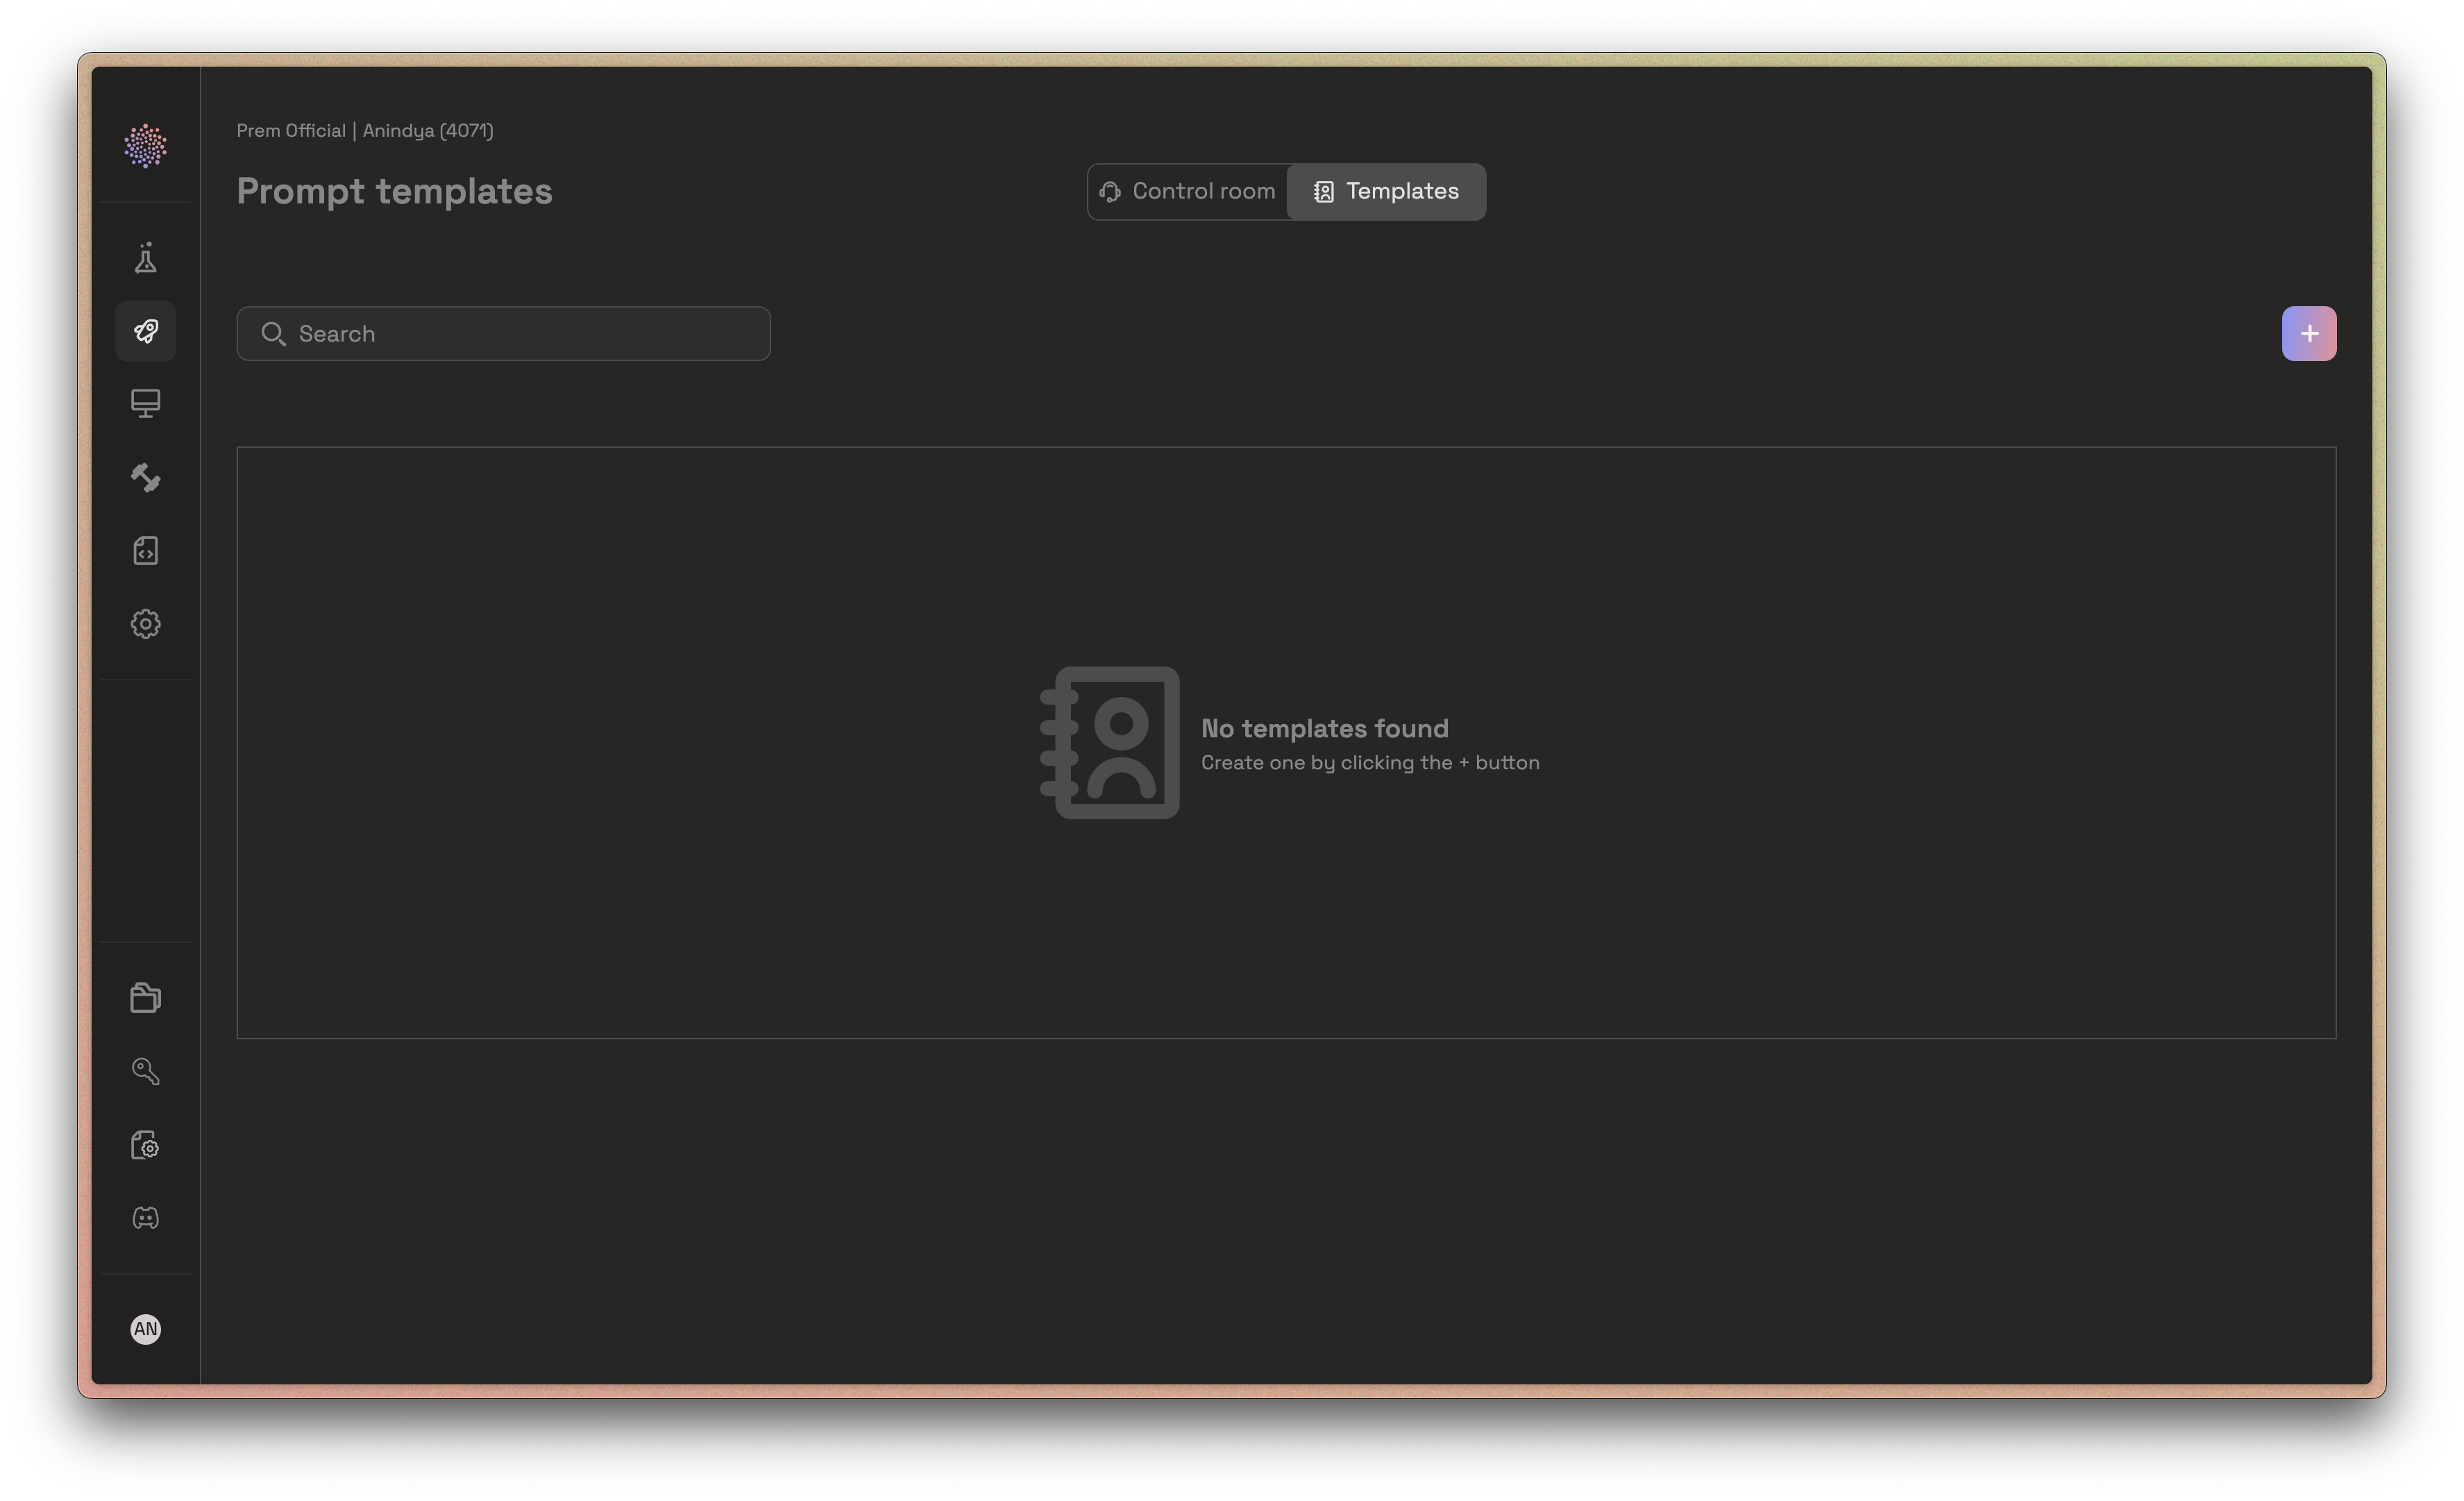 Prem Official | Anindya (4071)
Prompt templates
Control room
Templates
Search
+
No templates found
Create one by clicking the + button
AN